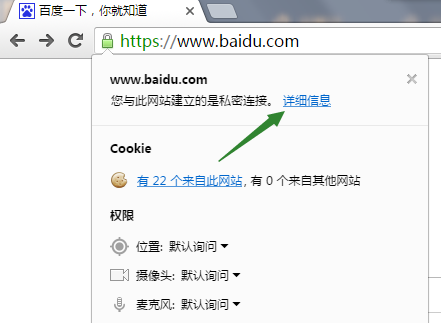 百度一下，你就知道
https://www.baidu.com
www.baidu.com
您与此网站建立的是私密连接。 详细信息
Cookie
有 22 个来自此网站, 有 0 个来自其他网站
权限
位置: 默认询问
摄像头: 默认询问
麦克风: 默认询问